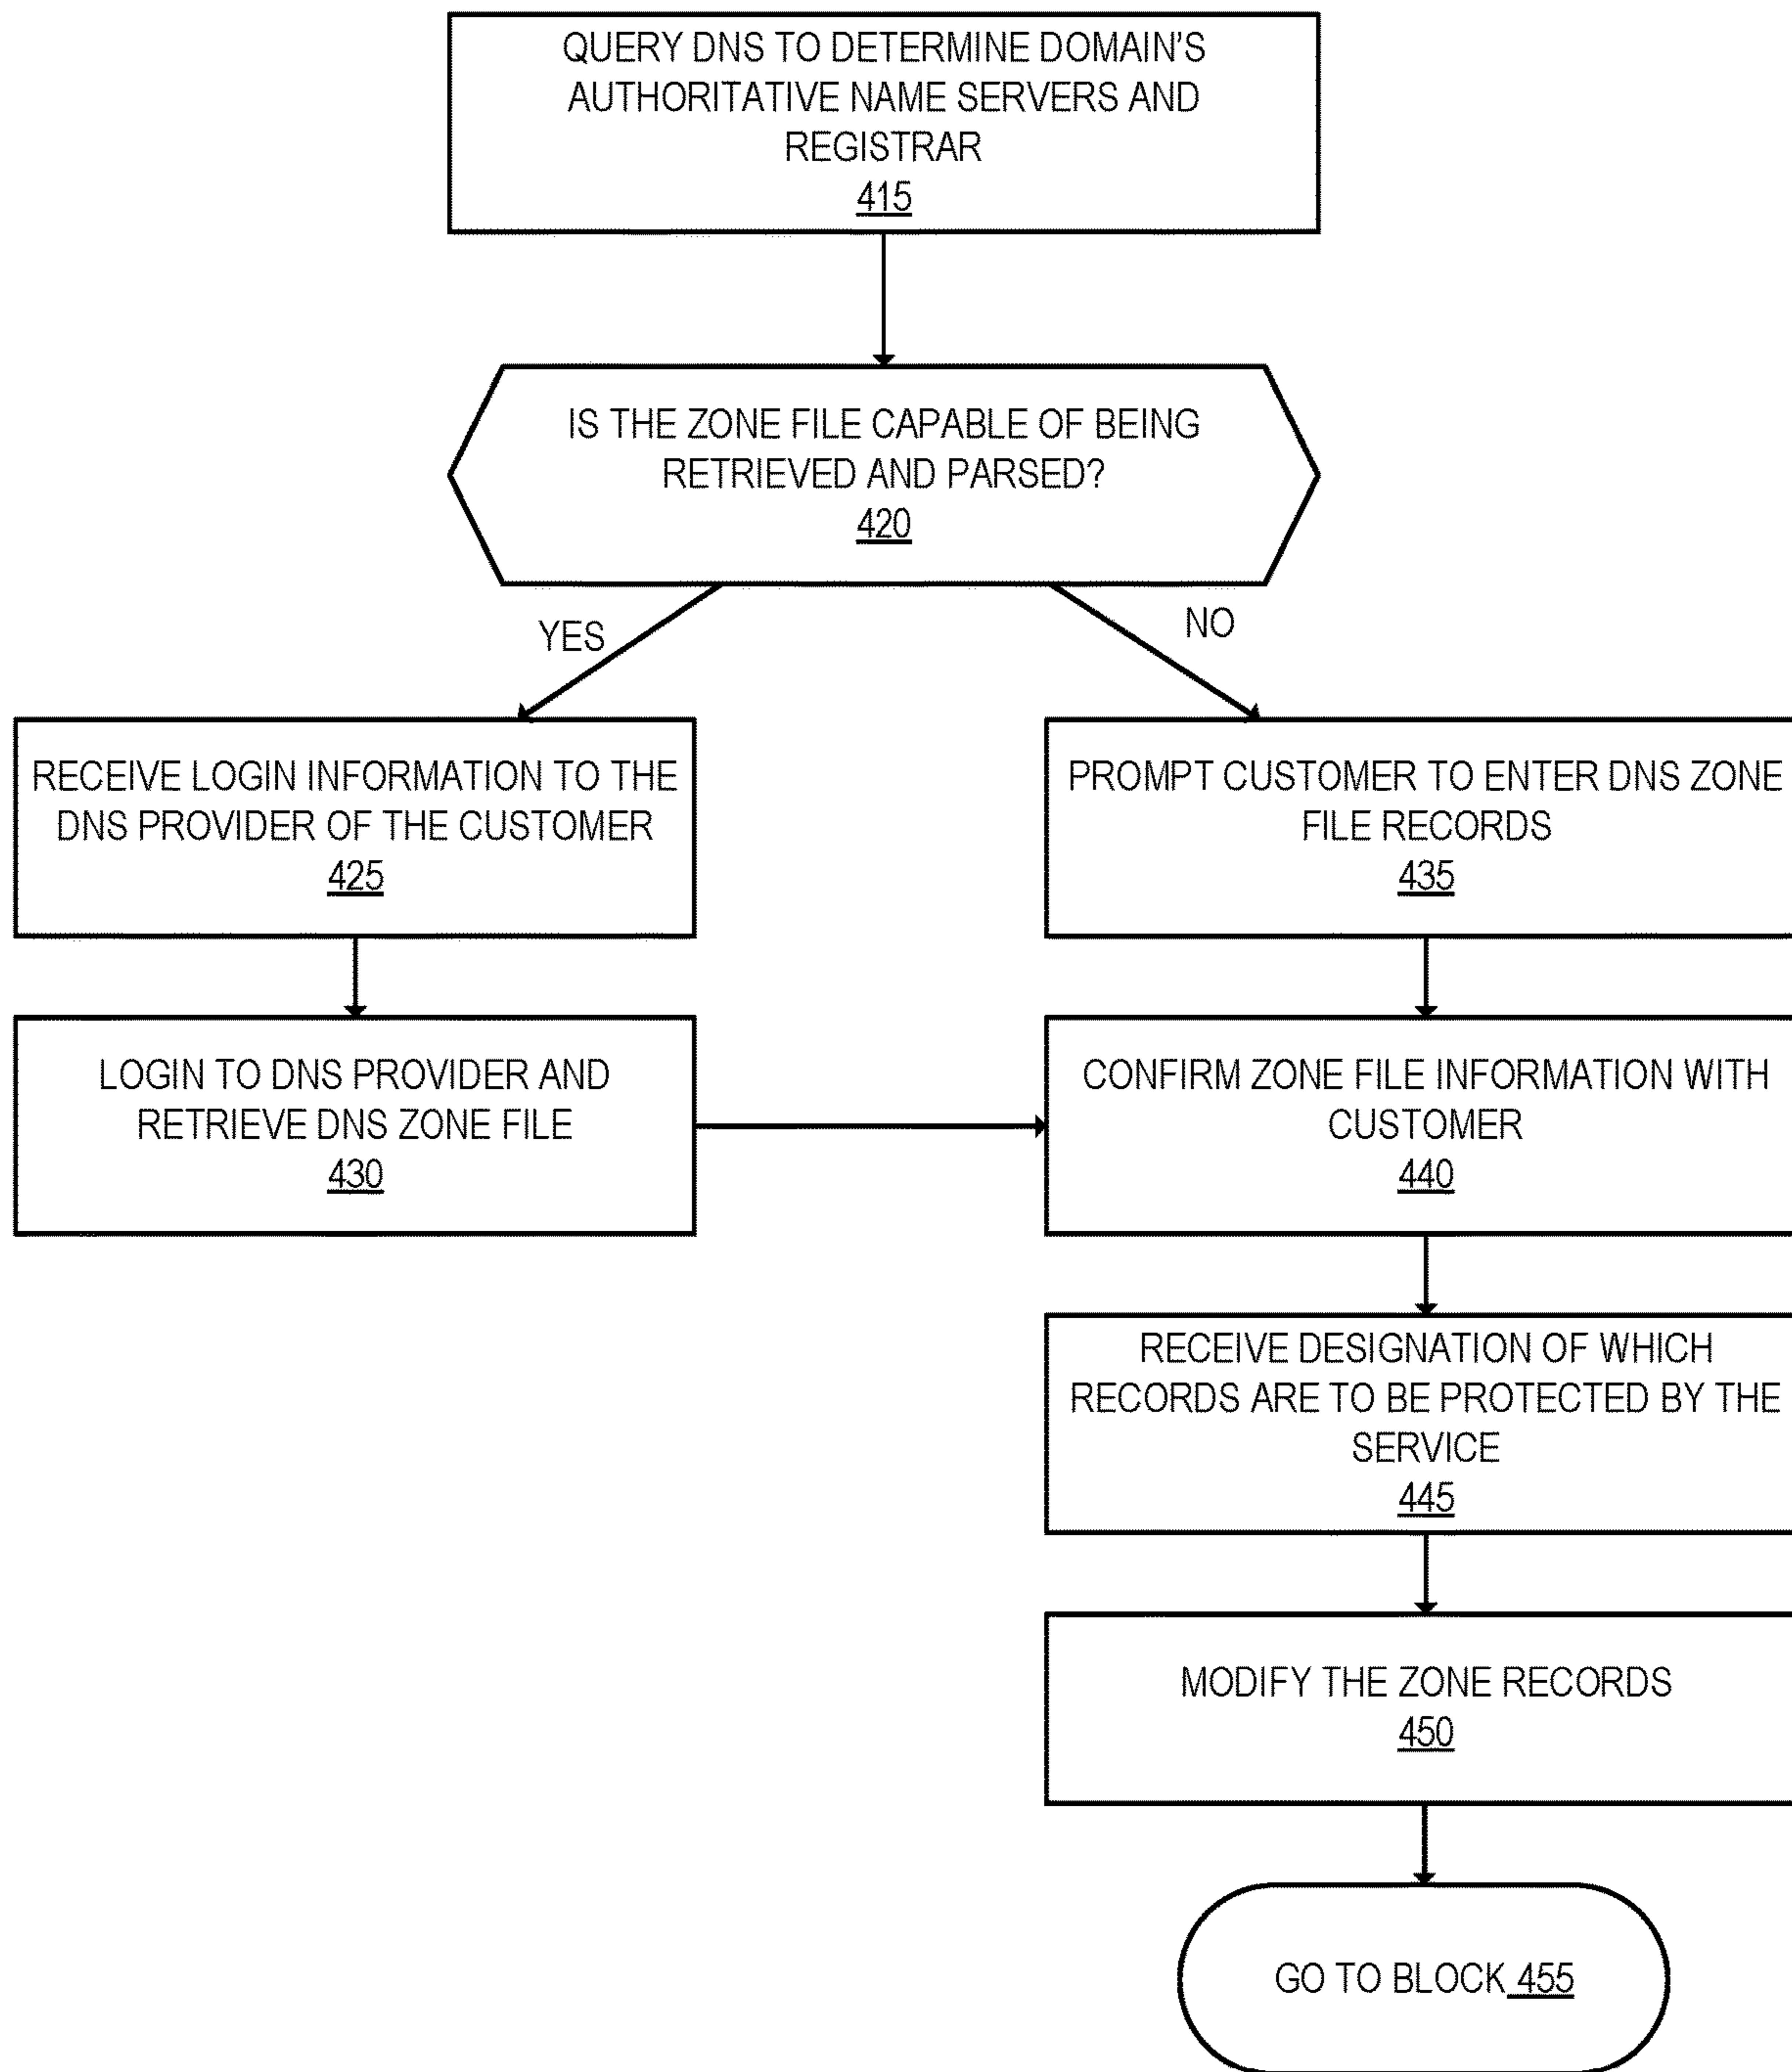 QUERY DNS TO DETERMINE DOMAIN'S
AUTHORITATIVE NAME SERVERS AND
REGISTRAR
415
IS THE ZONE FILE CAPABLE OF BEING
RETRIEVED AND PARSED?
420
YES
NO
RECEIVE LOGIN INFORMATION TO THE
DNS PROVIDER OF THE CUSTOMER
425
PROMPT CUSTOMER TO ENTER DNS ZONE
FILE RECORDS
435
LOGIN TO DNS PROVIDER AND
RETRIEVE DNS ZONE FILE
430
CONFIRM ZONE FILE INFORMATION WITH
CUSTOMER
440
RECEIVE DESIGNATION OF WHICH
RECORDS ARE TO BE PROTECTED BY THE
SERVICE
445
MODIFY THE ZONE RECORDS
450
GO TO BLOCK 455